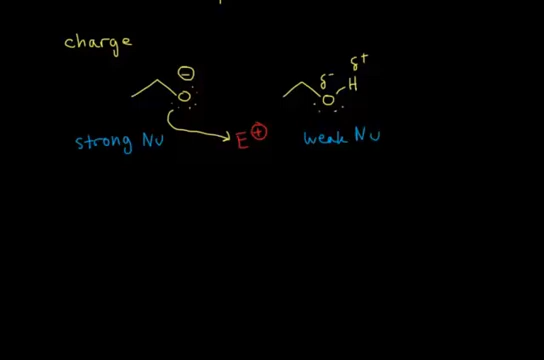 charge
⊖
O
δ-
O
H
δ+
strong Nu
E⊕
weak Nu